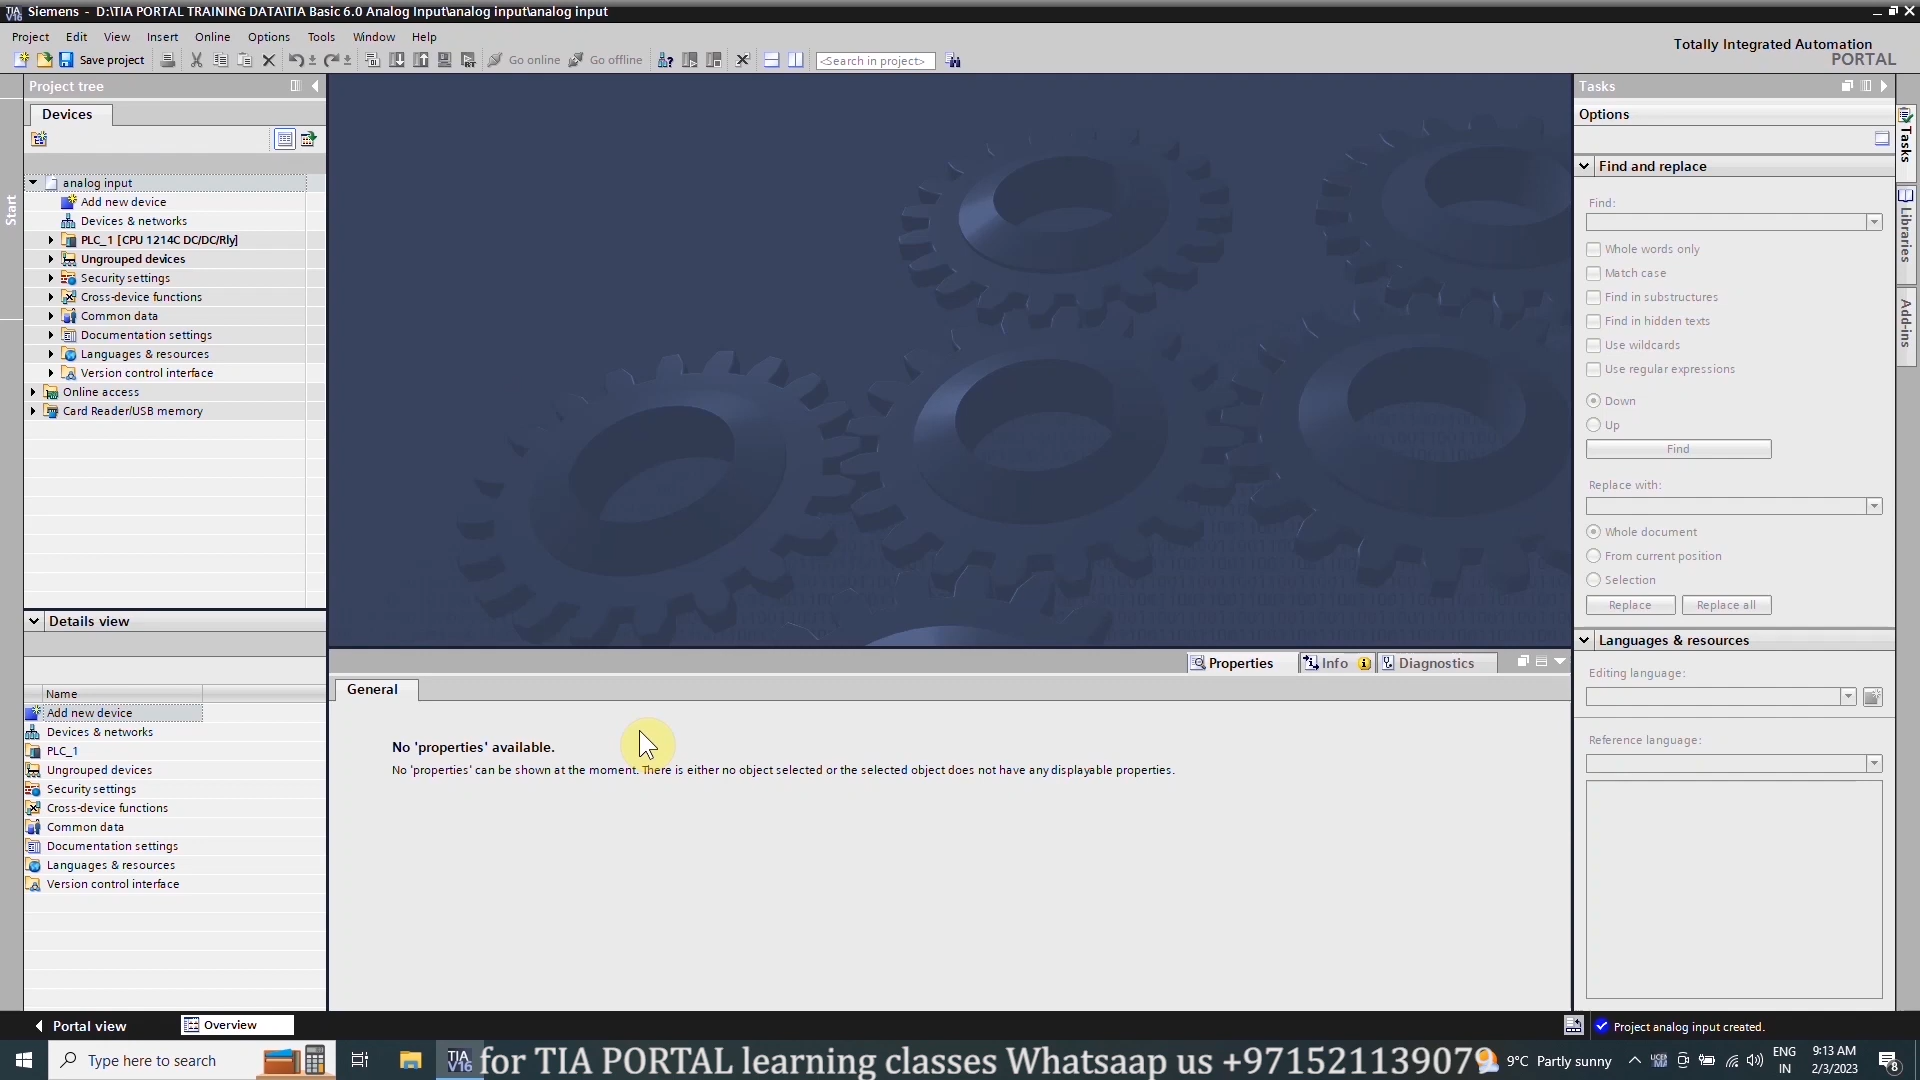 Siemens - D:\TIA PORTAL TRAINING DATA\TIA Basic 6.0 Analog Input\analog input\analog input
Project Edit View Insert Online Options Tools Window Help
Totally Integrated Automation
PORTAL
Save project
Go online
Go offline
<Search in project>
Project tree
Devices
Start
analog input
Add new device
Devices & networks
PLC_1 [CPU 1214C DC/DC/Rly]
Ungrouped devices
Security settings
Cross-device functions
Common data
Documentation settings
Languages & resources
Version control interface
Online access
Card Reader/USB memory
Details view
Name
Add new device
Devices & networks
PLC_1
Ungrouped devices
Security settings
Cross-device functions
Common data
Documentation settings
Languages & resources
Version control interface
Properties
Info
Diagnostics
General
No 'properties' available.
No 'properties' can be shown at the moment. There is either no object selected or the selected object does not have any displayable properties.
Tasks
Options
Find and replace
Find:
Whole words only
Match case
Find in substructures
Find in hidden texts
Use wildcards
Use regular expressions
Down
Up
Find
Replace with:
Whole document
From current position
Selection
Replace
Replace all
Languages & resources
Editing language:
Reference language:
Tasks
Libraries
Add-ins
Portal view
Overview
Project analog input created.
Type here to search
TIA V16
for TIA PORTAL learning classes Whatsaap us +971521139079
9°C Partly sunny
ENG
IN
9:13 AM
2/3/2023
8